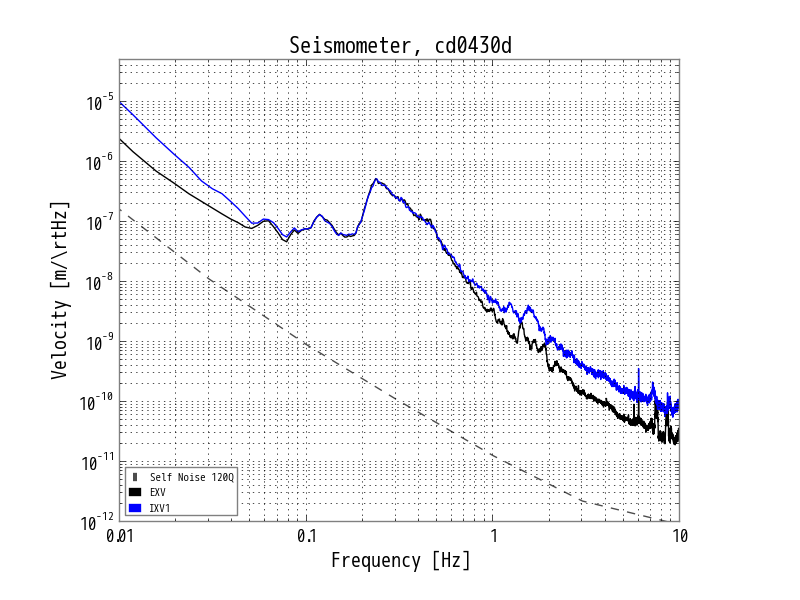 Seismometer, cd0430d
10^-5
10^-6
10^-7
10^-8
10^-9
10^-10
10^-11
10^-12
Velocity [m/\rtHz]
Self Noise 120Q
EXV
IXV1
0.01 0.1 1 10
Frequency [Hz]